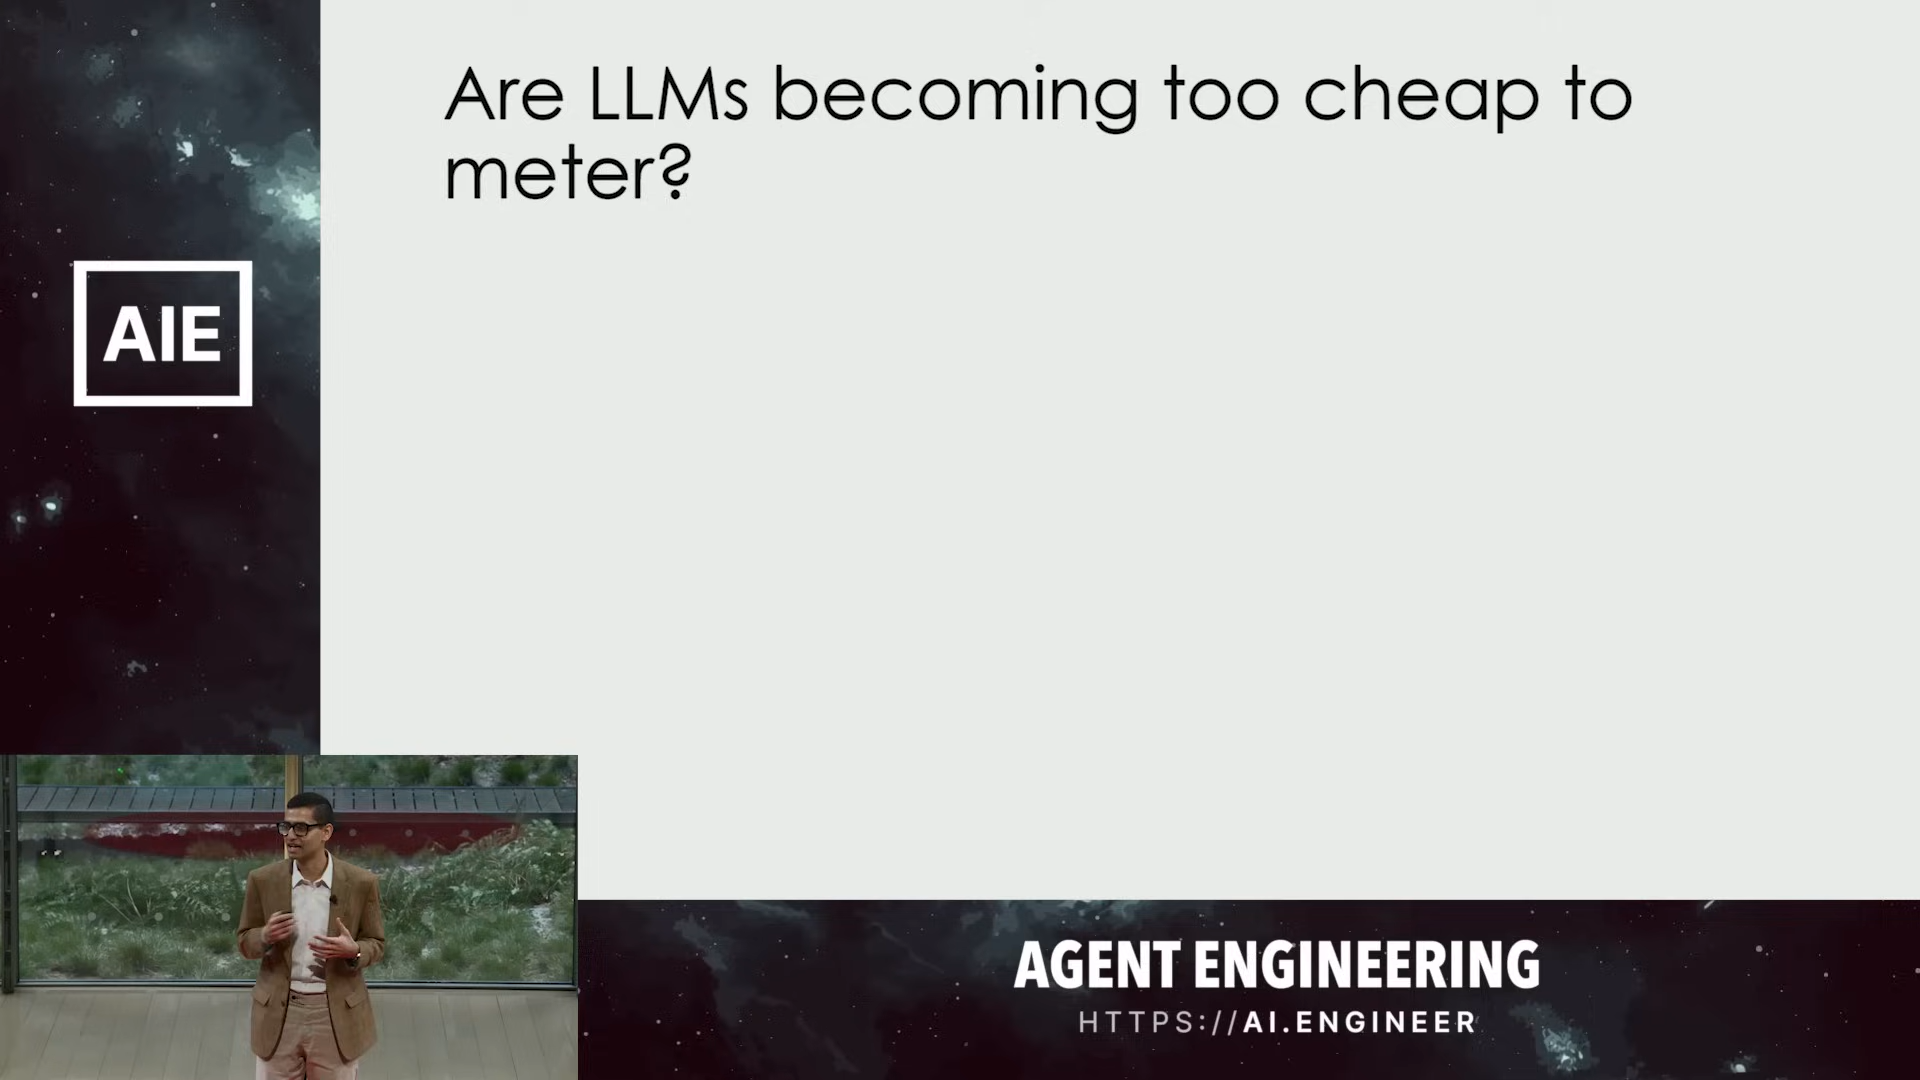 Are LLMs becoming too cheap to
meter?
AIE
AGENT ENGINEERING
HTTPS://AI.ENGINEER